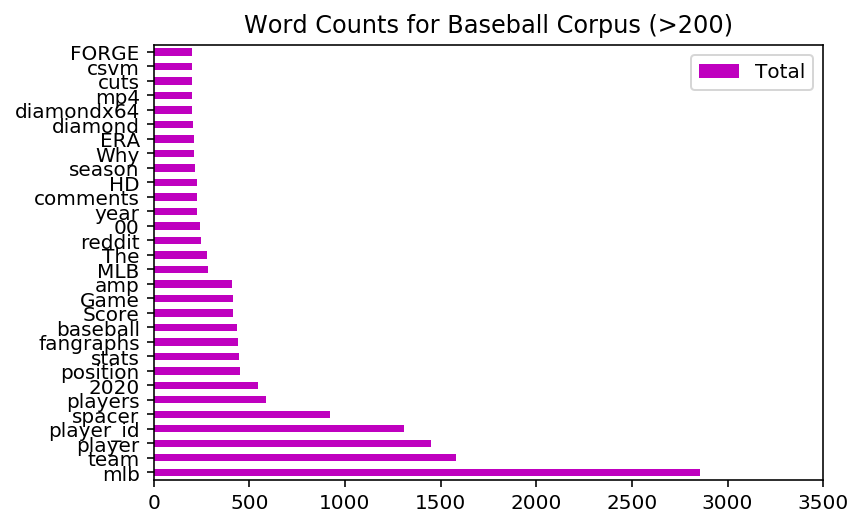 Word Counts for Baseball Corpus (>200)
Total
FORGE
csvm
cuts
mp4
diamondx64
diamond
ERA
Why
season
HD
comments
year
00
reddit
The
MLB
amp
Game
Score
baseball
fangraphs
stats
position
2020
players
spacer
player_id
player
team
mlb
0 500 1000 1500 2000 2500 3000 3500